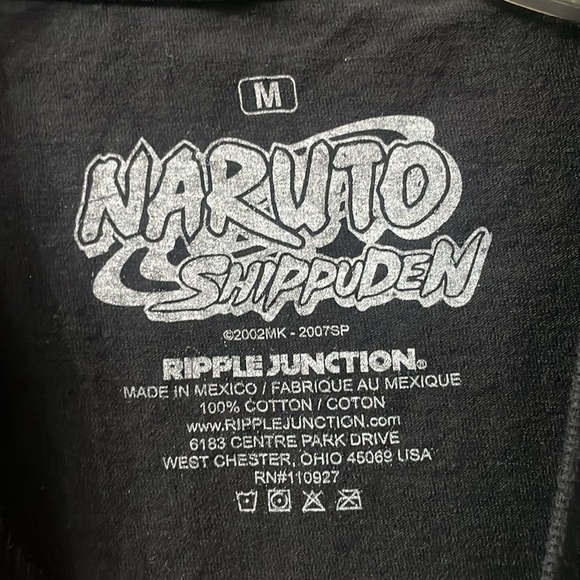 M
NARUTO
SHIPPUDEN
©2002MK - 2007SP
RIPPLE JUNCTION®
MADE IN MEXICO / FABRIQUE AU MEXIQUE
100% COTTON / COTON
www.RIPPLEJUNCTION.com
6183 CENTRE PARK DRIVE
WEST CHESTER, OHIO 45069 USA
RN#110927